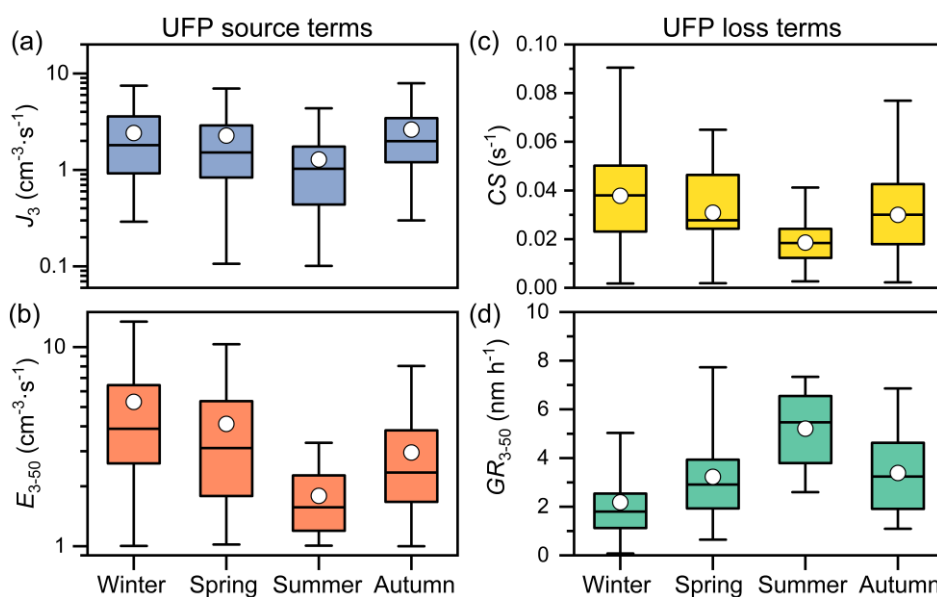 UFP source terms
UFP loss terms
(a)
J₃ (cm⁻³·s⁻¹)
10
1
0.1
(c)
CS (s⁻¹)
0.10
0.08
0.06
0.04
0.02
0.00
(b)
E₃₋₅₀ (cm⁻³·s⁻¹)
10
1
Winter Spring Summer Autumn
(d)
GR₃₋₅₀ (nm h⁻¹)
10
8
6
4
2
0
Winter Spring Summer Autumn